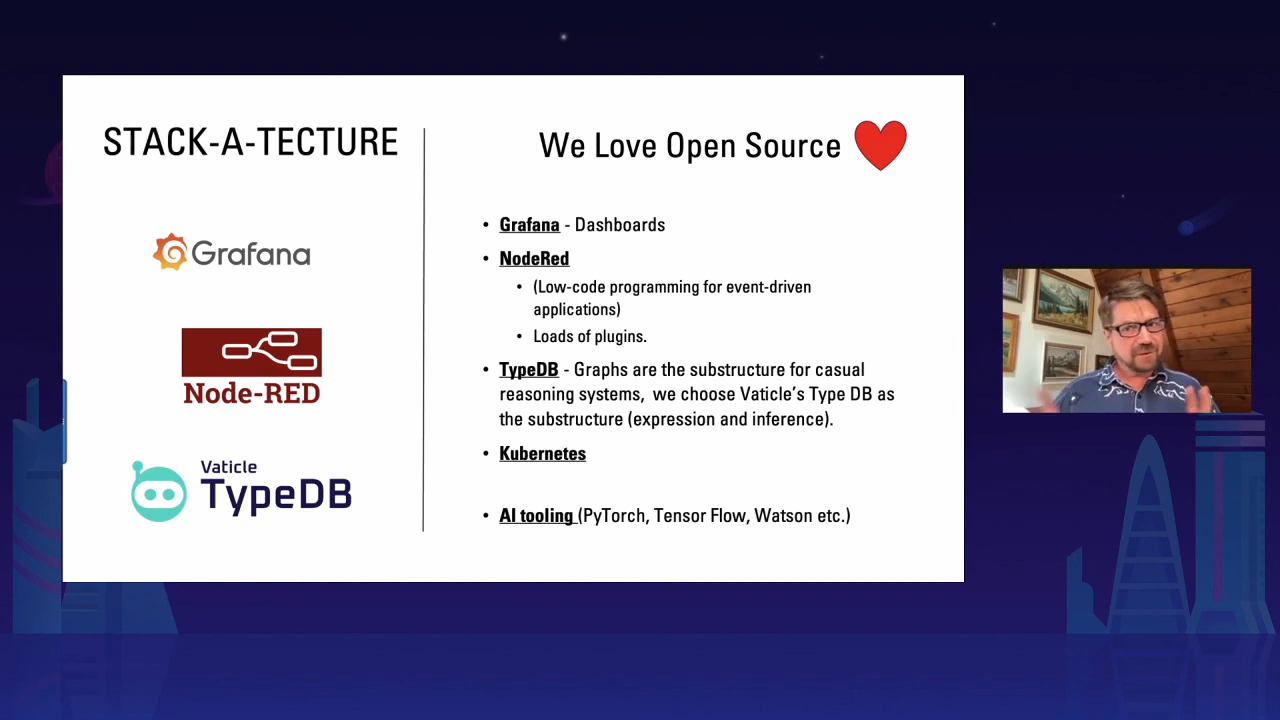 STACK-A-TECTURE
Grafana
Node-RED
Vaticle
TypeDB
We Love Open Source
• Grafana - Dashboards
• NodeRed
• (Low-code programming for event-driven
applications)
• Loads of plugins.
• TypeDB - Graphs are the substructure for casual
reasoning systems, we choose Vaticle's Type DB as
the substructure (expression and inference).
• Kubernetes
• AI tooling (PyTorch, Tensor Flow, Watson etc.)